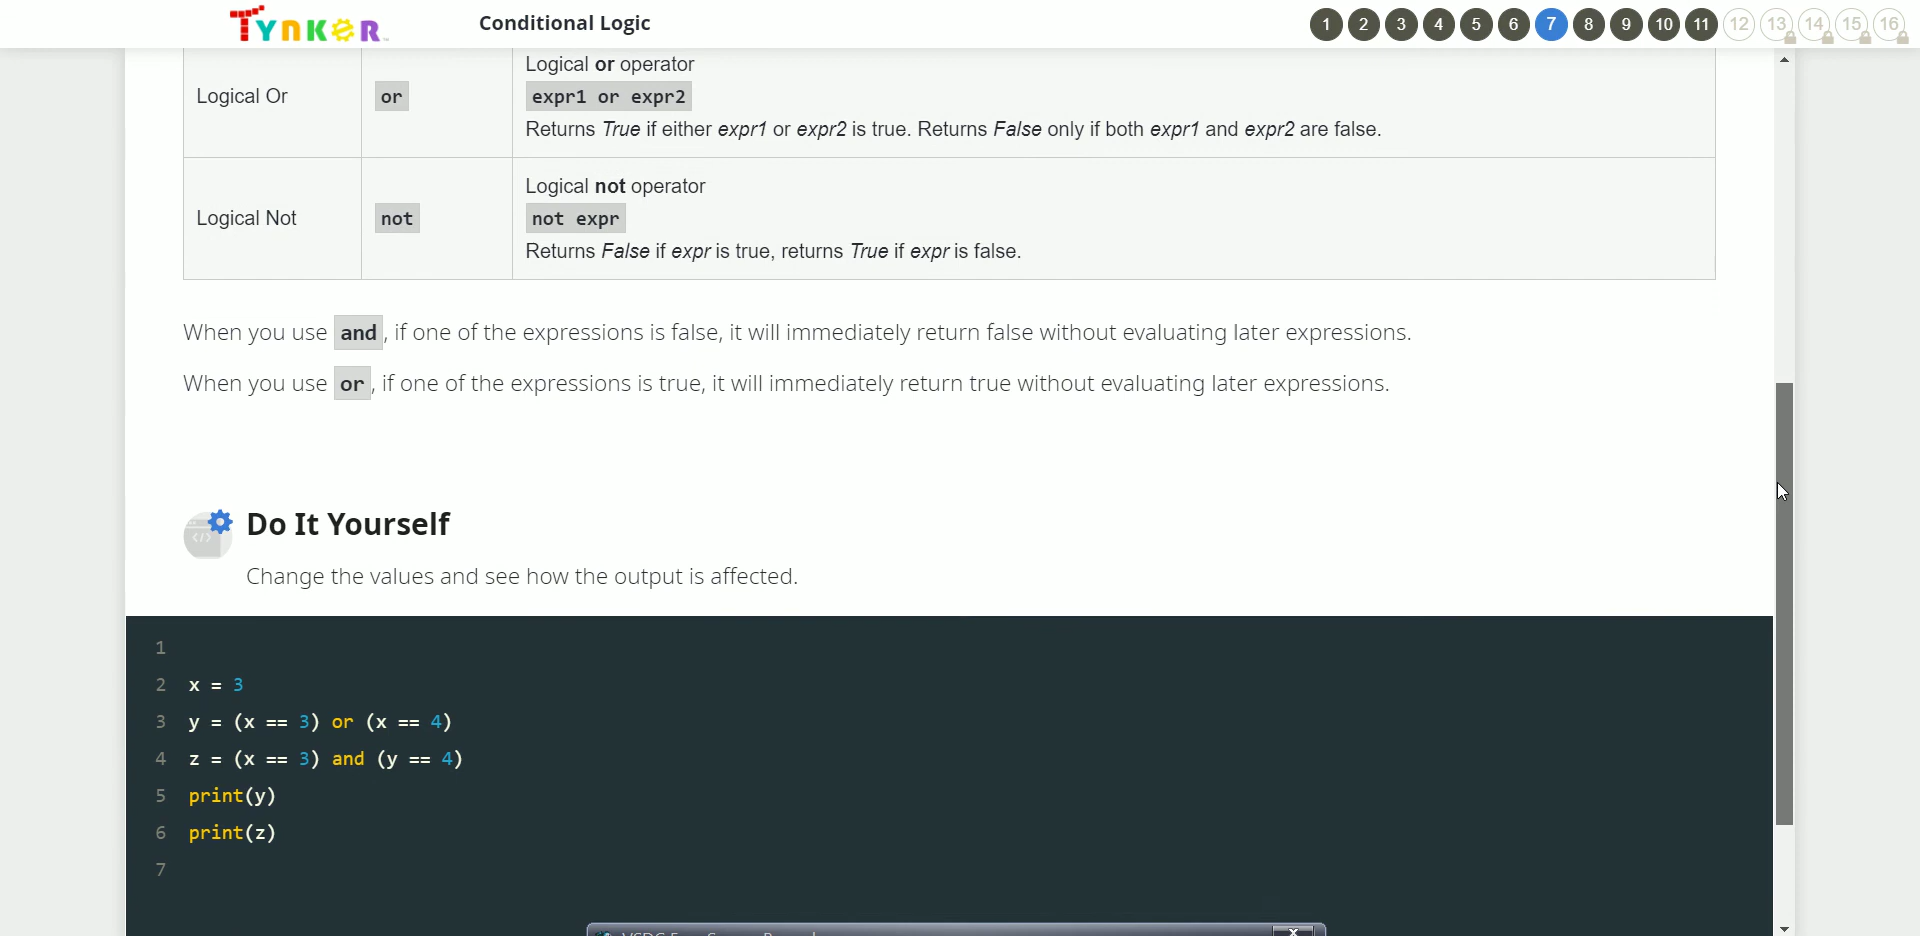 TYNKER
Conditional Logic
1 2 3 4 5 6 7 8 9 10 11 12 13 14 15 16
Logical or operator
Logical Or
or
expr1 or expr2
Returns True if either expr1 or expr2 is true. Returns False only if both expr1 and expr2 are false.
Logical not operator
Logical Not
not
not expr
Returns False if expr is true, returns True if expr is false.
When you use and, if one of the expressions is false, it will immediately return false without evaluating later expressions.
When you use or, if one of the expressions is true, it will immediately return true without evaluating later expressions.
Do It Yourself
Change the values and see how the output is affected.
1
2 x = 3
3 y = (x == 3) or (x == 4)
4 z = (x == 3) and (y == 4)
5 print(y)
6 print(z)
7